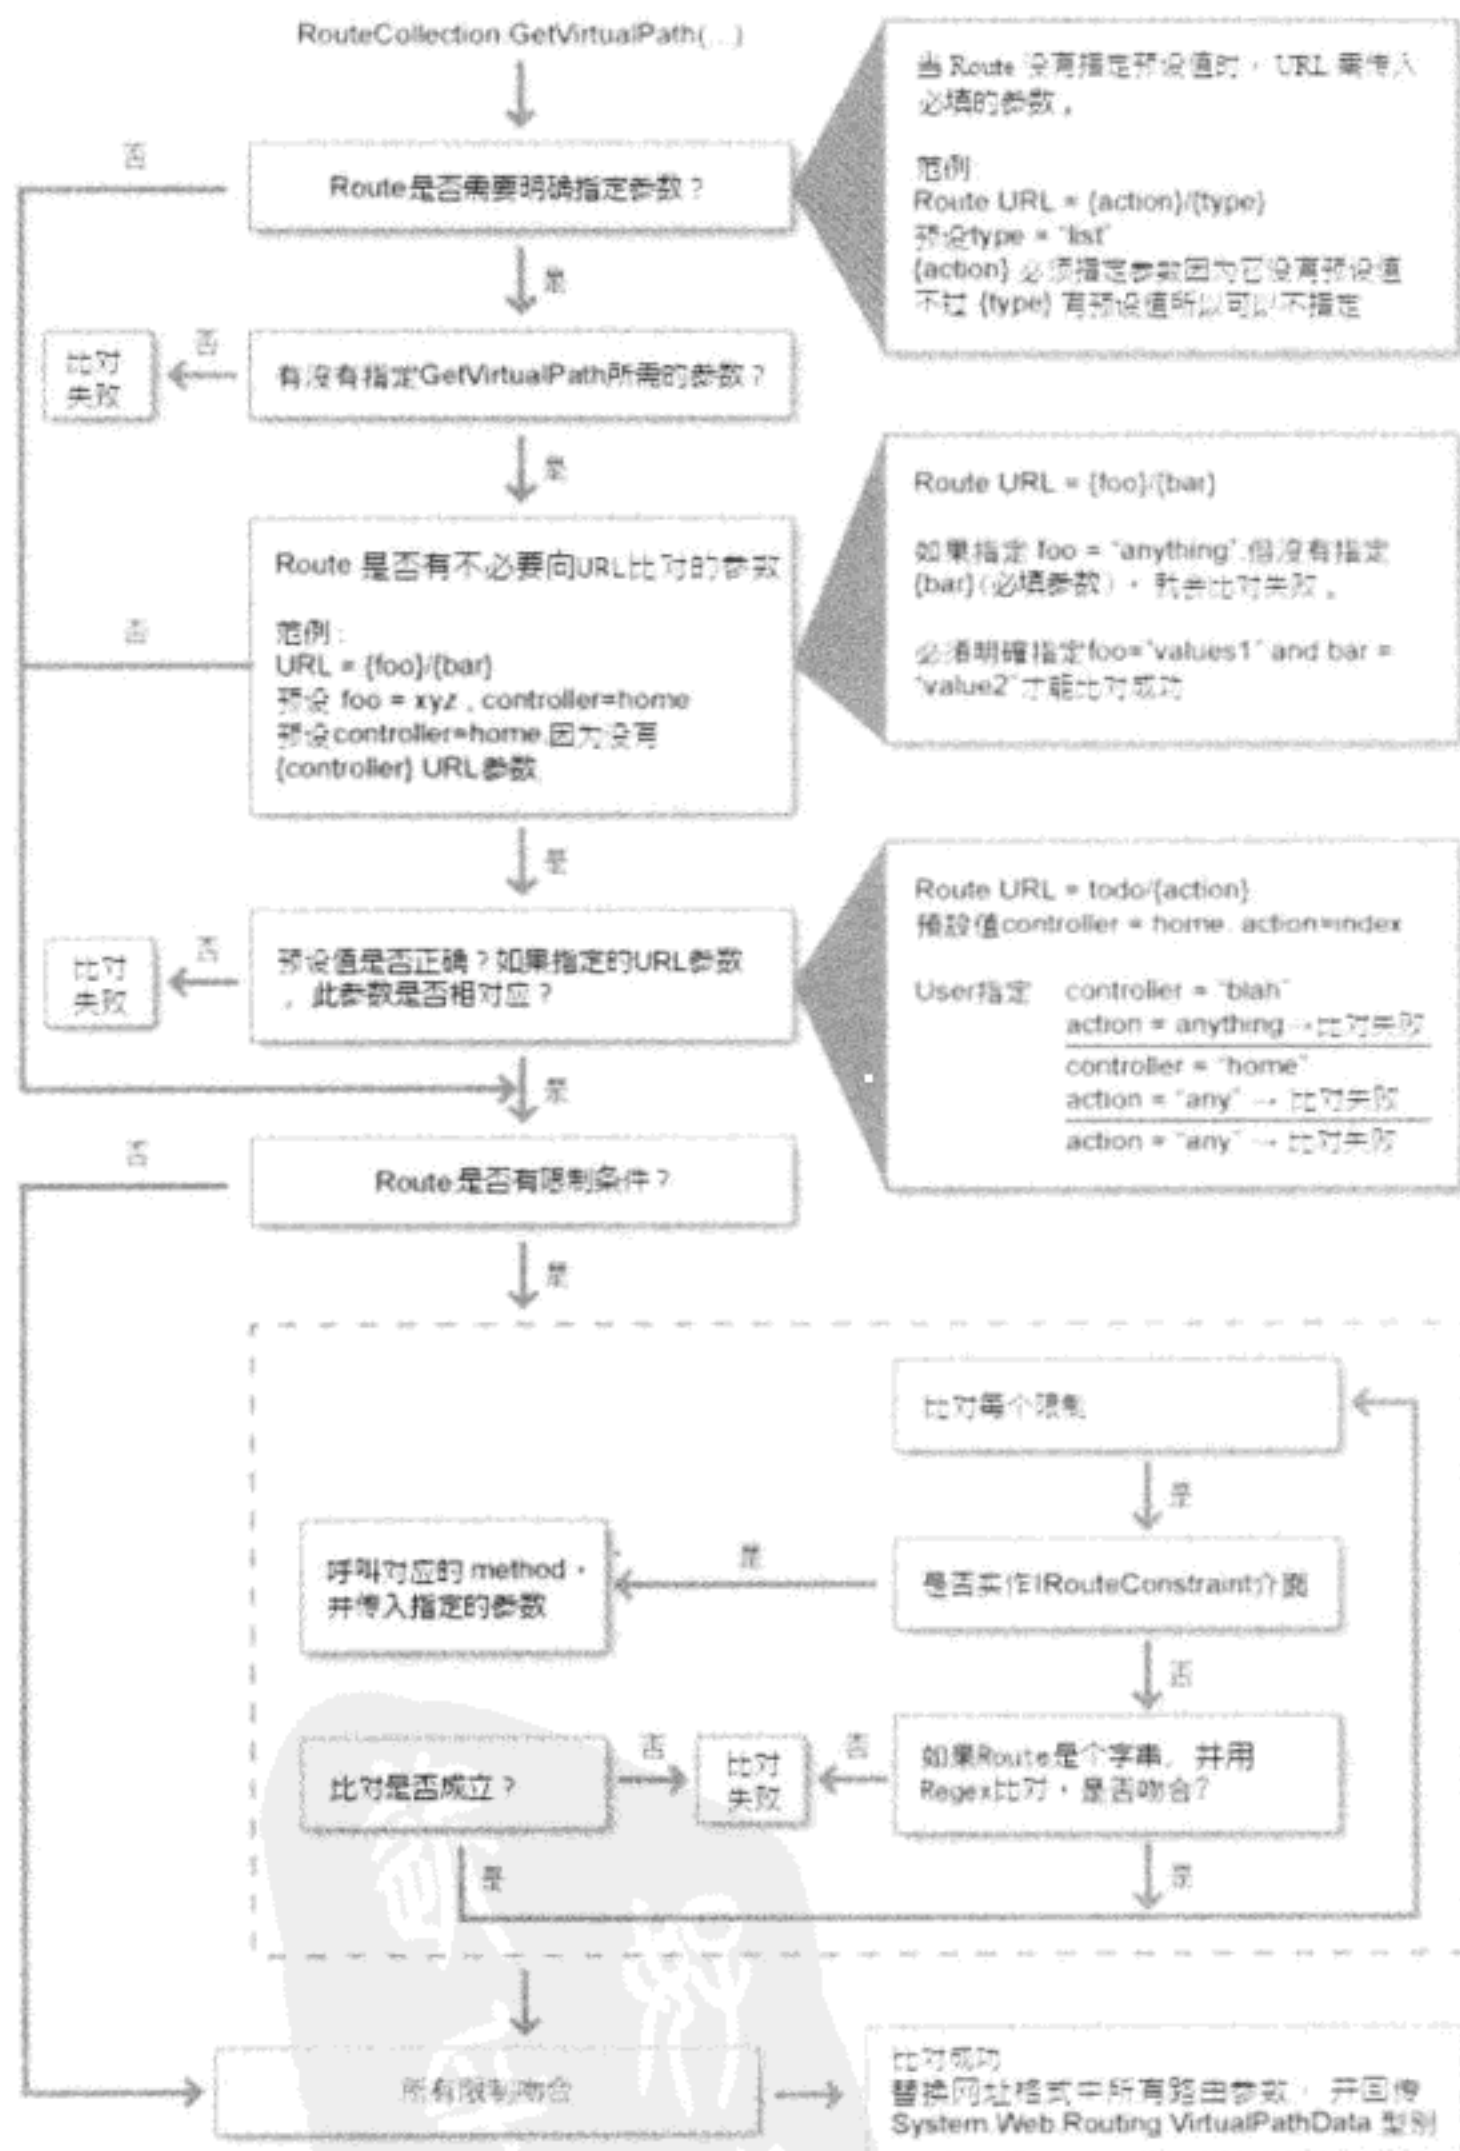 RouteCollection.GetVirtualPath(...)
当 Route 没有指定预设值时，URL 需传入
必填的参数。
范例:
Route URL = {action}/{type}
预设type = "list"
{action} 必须指定参数因为它没有预设值
不过 {type} 有预设值所以可以不指定
否
Route是否需要明確指定参数？
是
比对
失败
否
有没有指定GetVirtualPath所需的参数？
是
Route URL = {foo}/{bar}
如果指定 foo = "anything",但没有指定
{bar}(必填参数)，就会比对失败。
必須明確指定foo="values1" and bar =
"value2"才能比对成功
Route 是否有不必要向URL比对的参数
范例：
URL = {foo}/{bar}
预设 foo = xyz , controller=home
预设controller=home,因为没有
{controller} URL参数
否
是
Route URL = todo/{action}
預設值controller = home, action=index
User指定 controller = "blah"
action = anything→比对失败
controller = "home"
action = "any" → 比对失败
action = "any" → 比对失败
比对
失败
否
预设值是否正确？如果指定的URL参数
，此参数是否相对应？
是
否
Route是否有限制条件？
是
比对每个限制
是
呼叫对应的 method，
并传入指定的参数
是
是否实作IRouteConstraint介面
否
比对是否成立？
否
比对
失败
否
如果Route是个字串，并用
Regex比对，是否吻合？
是
是
所有限制吻合
比对成功
替换网址格式中所有路由参数，并回传
System.Web.Routing.VirtualPathData 型别